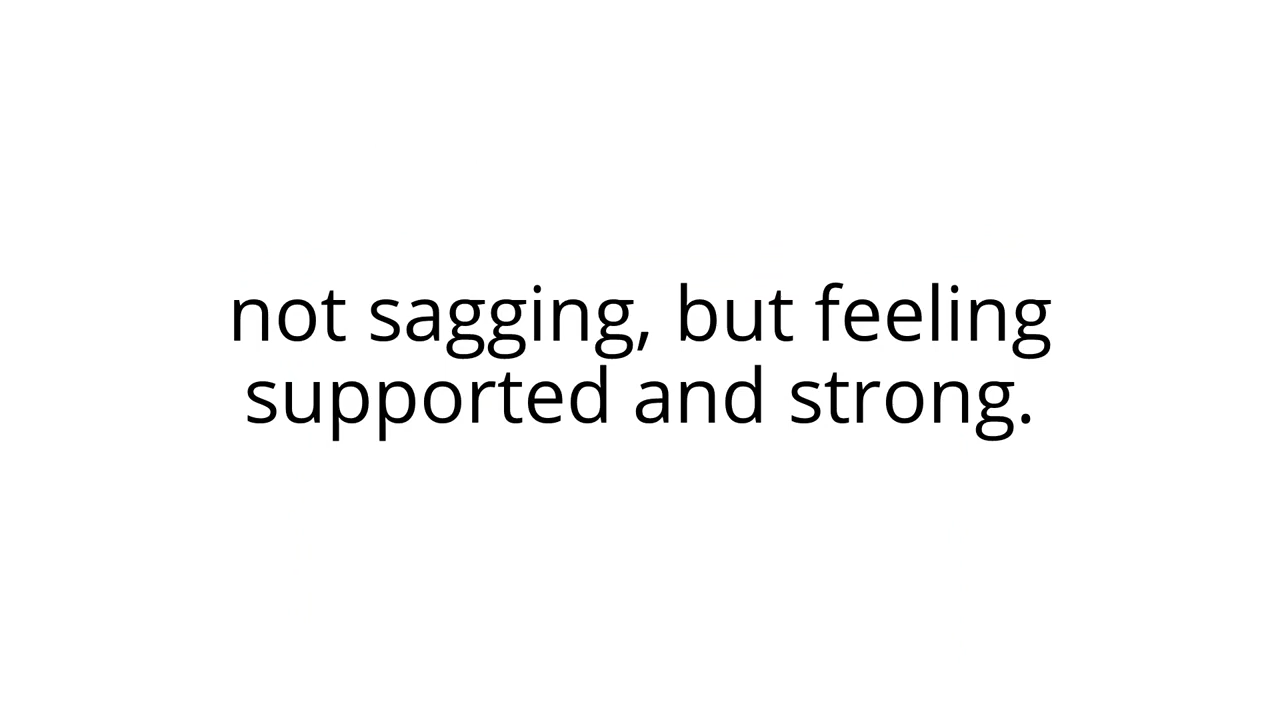 not sagging, but feeling
supported and strong.